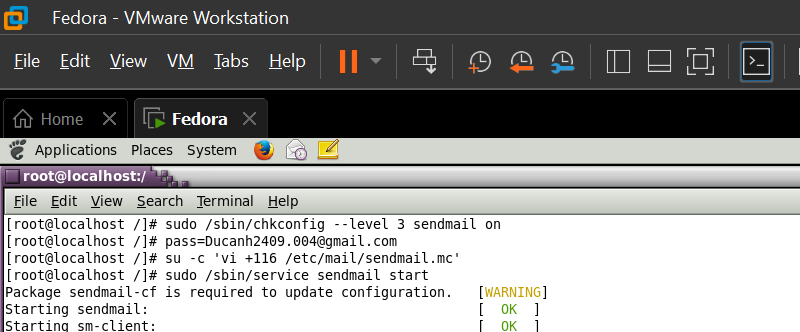 Fedora - VMware Workstation
File Edit View VM Tabs Help
Home Fedora
Applications Places System
root@localhost:/
File Edit View Search Terminal Help
[root@localhost /]# sudo /sbin/chkconfig --level 3 sendmail on
[root@localhost /]# pass=Ducanh2409.004@gmail.com
[root@localhost /]# su -c 'vi +116 /etc/mail/sendmail.mc'
[root@localhost /]# sudo /sbin/service sendmail start
Package sendmail-cf is required to update configuration. [WARNING]
Starting sendmail: [ OK ]
Starting sm-client: [ OK ]